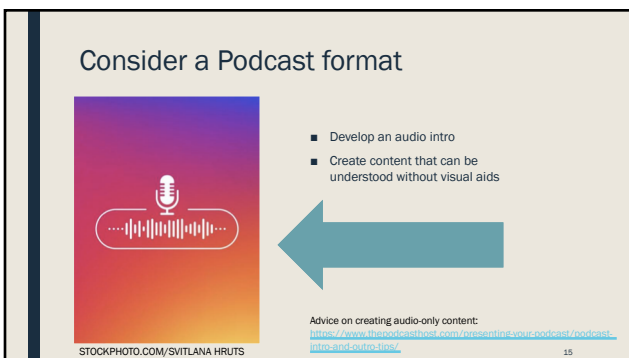 Consider a Podcast format
■ Develop an audio intro
■ Create content that can be
understood without visual aids
Advice on creating audio-only content:
https://www.thepodcasthost.com/presenting-your-podcast/podcast-
intro-and-outro-tips/
STOCKPHOTO.COM/SVITLANA HRUTS
15